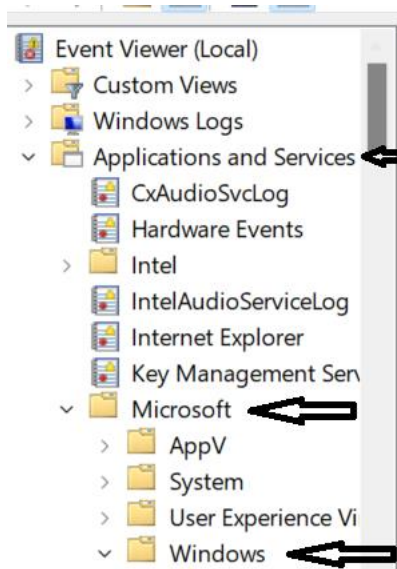 Event Viewer (Local)
Custom Views
Windows Logs
Applications and Services
CxAudioSvcLog
Hardware Events
Intel
IntelAudioServiceLog
Internet Explorer
Key Management Serv
Microsoft
AppV
System
User Experience Vi
Windows